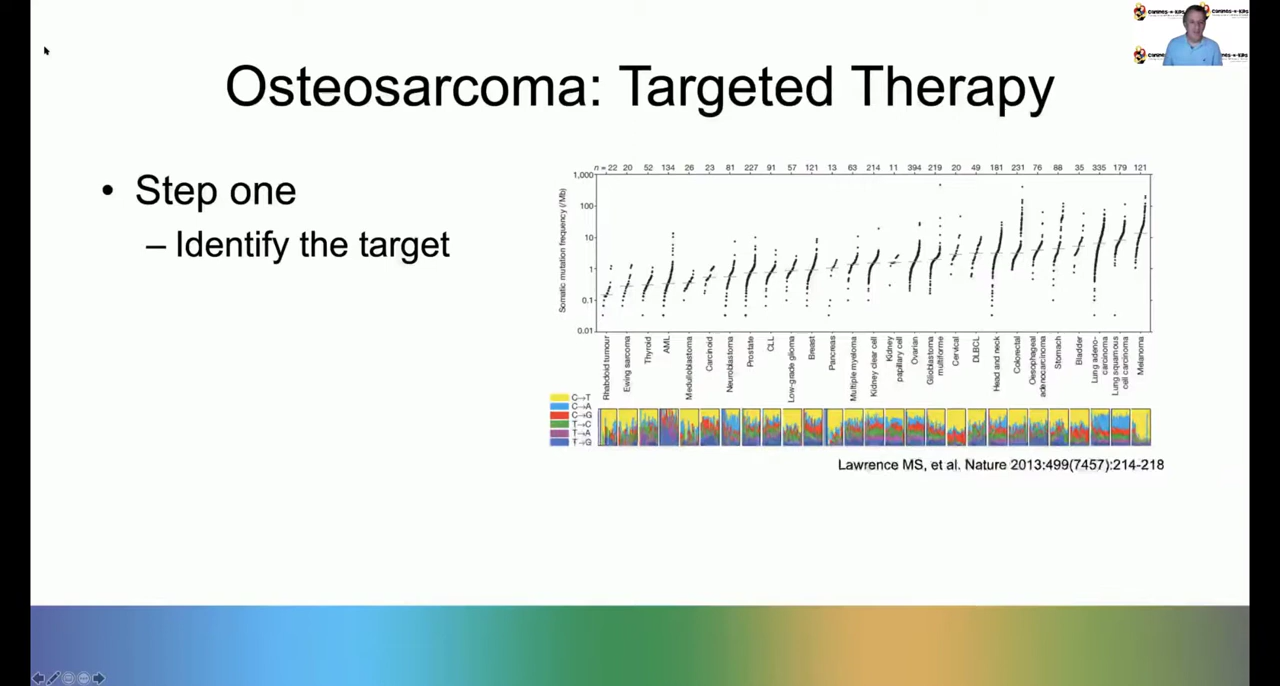 Osteosarcoma: Targeted Therapy
• Step one
– Identify the target
n = 22 20 52 134 26 23 81 227 91 57 121 13 63 214 11 394 219 20 49 181 231 76 88 35 335 179 121
Somatic mutation frequency (/Mb)
1,000
100
10
1
0.1
0.01
Rhabdoid tumour
Ewing sarcoma
Thyroid
AML
Medulloblastoma
Carcinoid
Neuroblastoma
Prostate
CLL
Low-grade glioma
Breast
Pancreas
Multiple myeloma
Kidney clear cell
Kidney
papillary cell
Ovarian
Glioblastoma
multiforme
Cervical
DLBCL
Head and neck
Colorectal
Oesophageal
adenocarcinoma
Stomach
Bladder
Lung adeno-
carcinoma
Lung squamous
cell carcinoma
Melanoma
C→T
C→A
C→G
T→C
T→A
T→G
Lawrence MS, et al. Nature 2013:499(7457):214-218